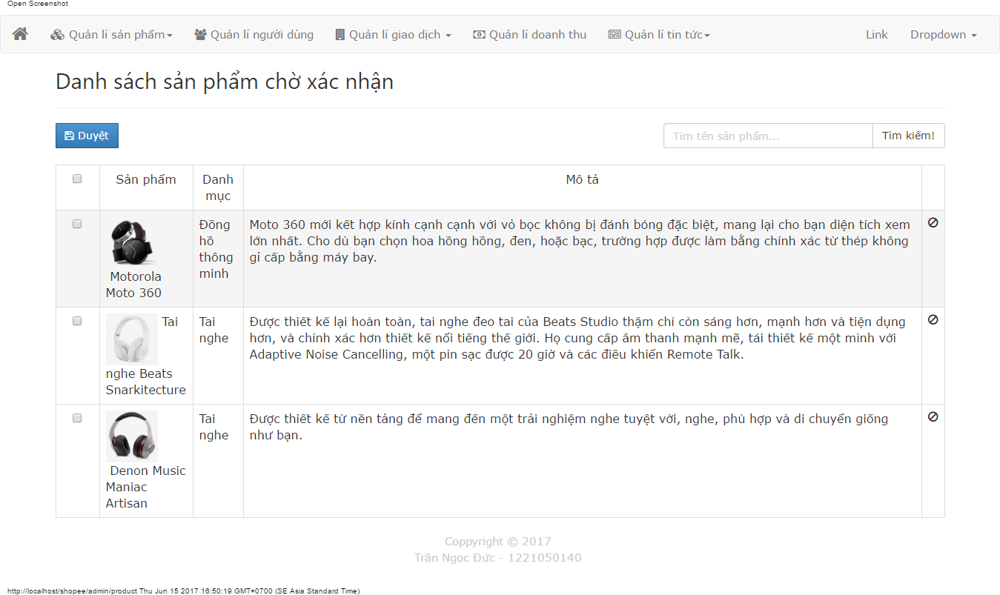 Open Screenshot
Quản lí sản phẩm Quản lí người dùng Quản lí giao dịch Quản lí doanh thu Quản lí tin tức Link Dropdown
Danh sách sản phẩm chờ xác nhận
Duyệt Tìm tên sản phẩm... Tìm kiếm!
Sản phẩm Danh mục Mô tả
Motorola
Moto 360
Đồng
hồ
thông
minh
Moto 360 mới kết hợp kính cạnh cạnh với vỏ bọc không bị đánh bóng đặc biệt, mang lại cho bạn diện tích xem
lớn nhất. Cho dù bạn chọn hoa hồng hồng, đen, hoặc bạc, trường hợp được làm bằng chính xác từ thép không
gỉ cấp bằng máy bay.
Tai
nghe Beats
Snarkitecture
Tai
nghe
Được thiết kế lại hoàn toàn, tai nghe đeo tai của Beats Studio thậm chí còn sáng hơn, mạnh hơn và tiện dụng
hơn, và chính xác hơn thiết kế nổi tiếng thế giới. Họ cung cấp âm thanh mạnh mẽ, tái thiết kế một mình với
Adaptive Noise Cancelling, một pin sạc được 20 giờ và các điều khiển Remote Talk.
Denon Music
Maniac
Artisan
Tai
nghe
Được thiết kế từ nền tảng để mang đến một trải nghiệm nghe tuyệt vời, nghe, phù hợp và di chuyển giống
như bạn.
Coppyright © 2017
Trần Ngọc Đức - 1221050140
http://localhost/shopee/admin/product Thu Jun 15 2017 16:50:19 GMT+0700 (SE Asia Standard Time)